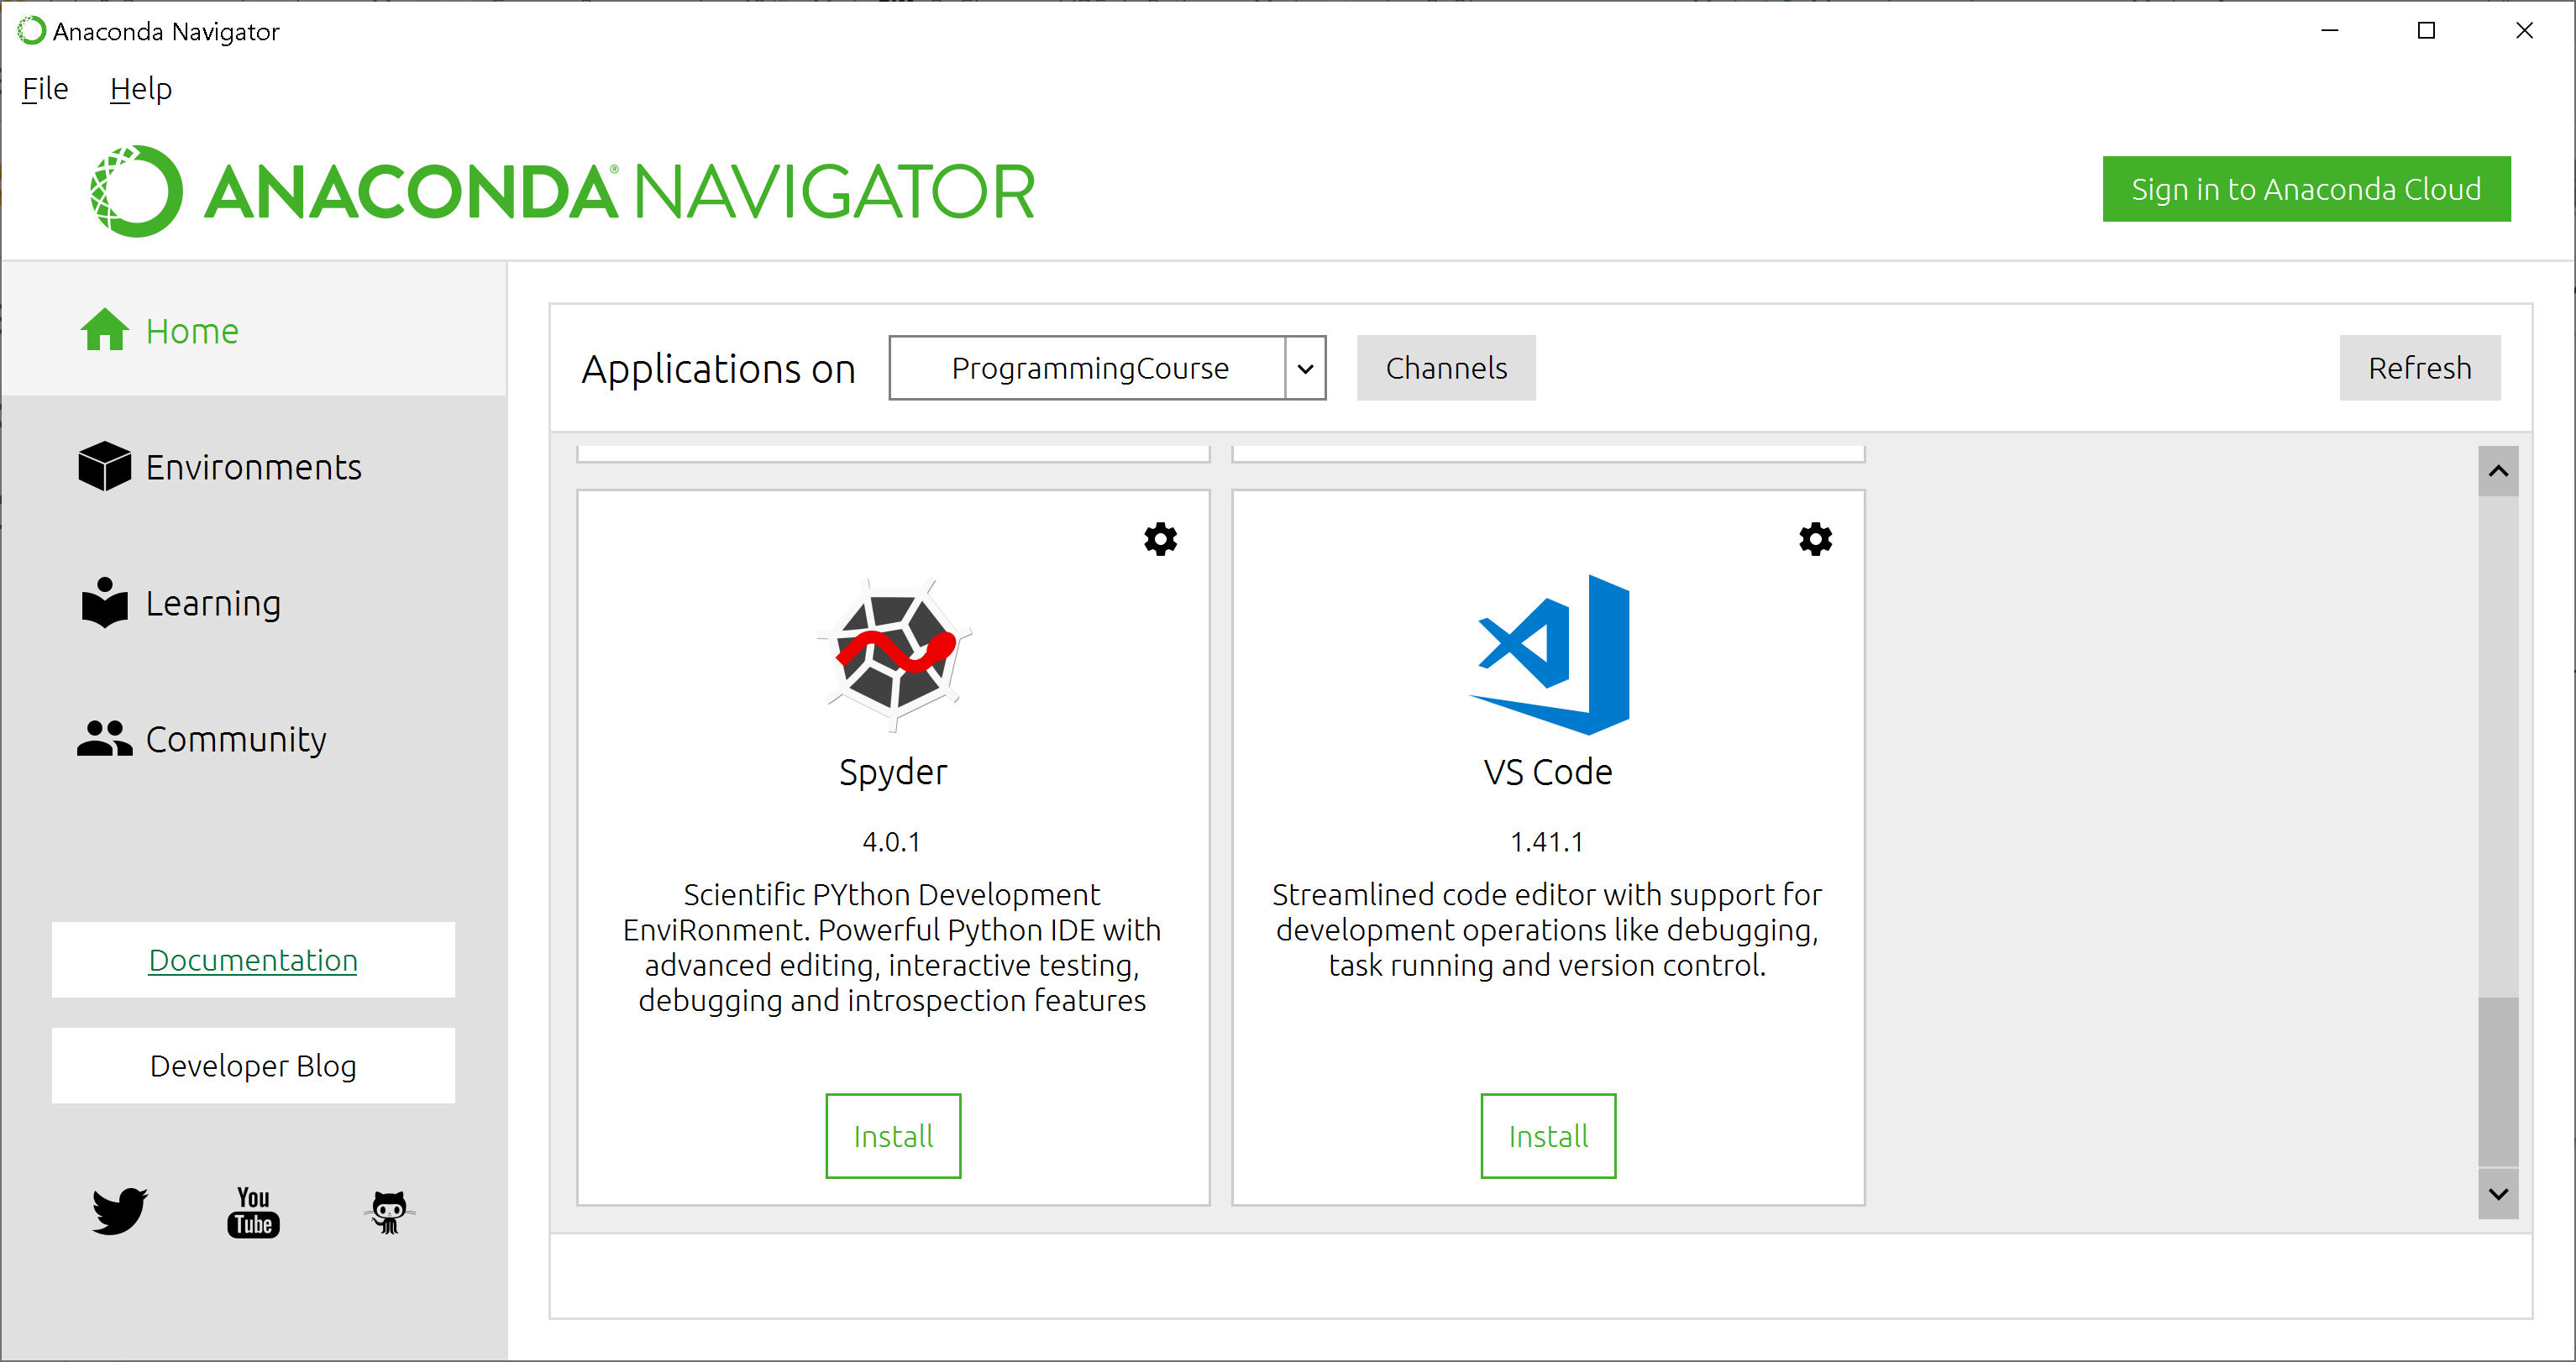 Anaconda Navigator
File Help
ANACONDA® NAVIGATOR
Sign in to Anaconda Cloud
Home
Environments
Learning
Community
Documentation
Developer Blog
You
Tube
Applications on ProgrammingCourse Channels Refresh
Spyder
4.0.1
Scientific PYthon Development
EnviRonment. Powerful Python IDE with
advanced editing, interactive testing,
debugging and introspection features
Install
VS Code
1.41.1
Streamlined code editor with support for
development operations like debugging,
task running and version control.
Install